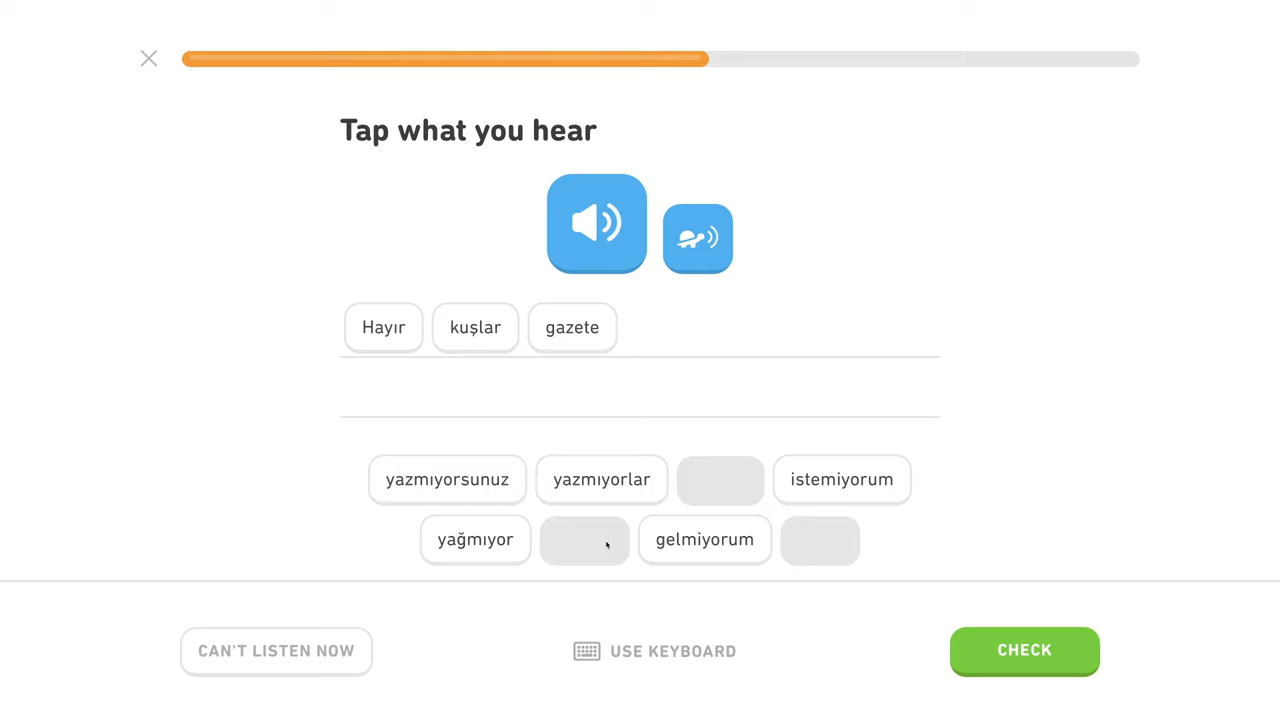 Tap what you hear
Hayır kuşlar gazete
yazmıyorsunuz yazmıyorlar istemiyorum
yağmıyor gelmiyorum
CAN'T LISTEN NOW USE KEYBOARD CHECK